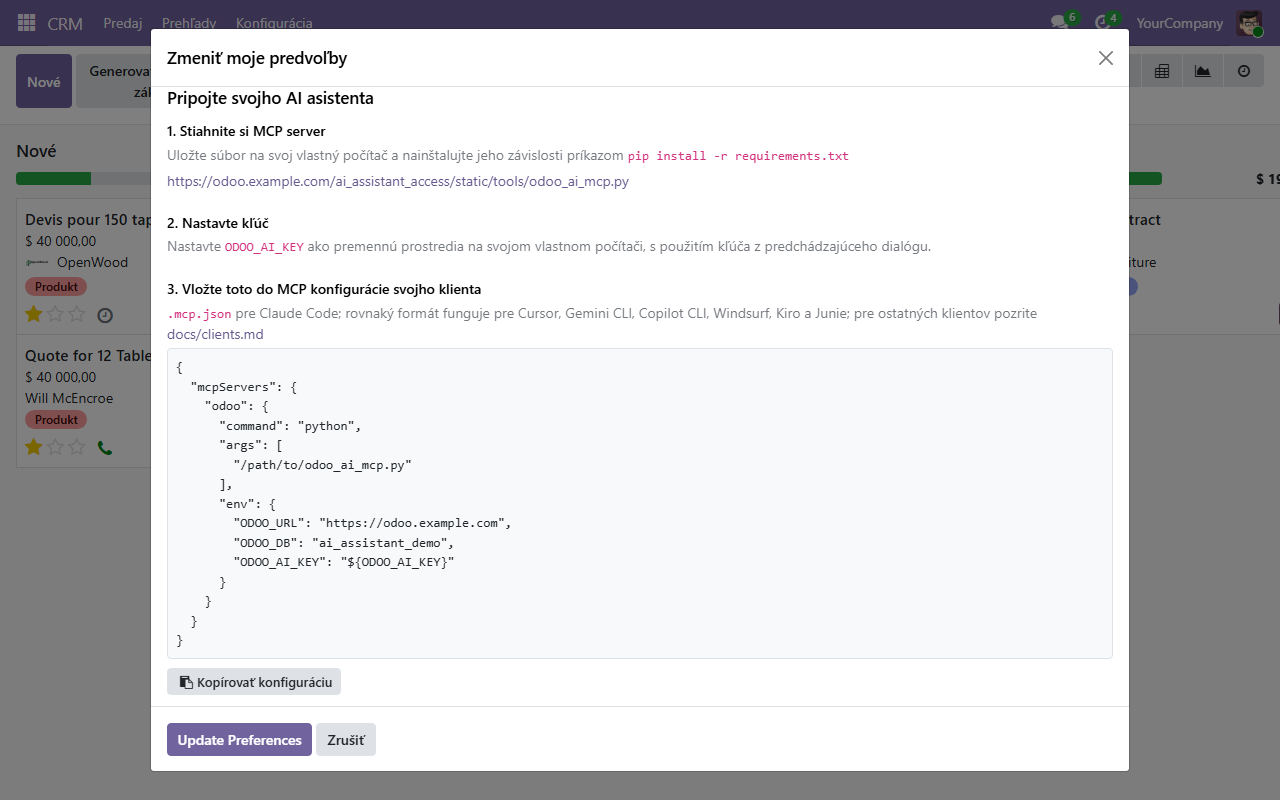 CRM Predaj Prehľady Konfigurácia 6 4 YourCompany
Zmeniť moje predvoľby
Nové
Pripojte svojho AI asistenta
1. Stiahnite si MCP server
Uložte súbor na svoj vlastný počítač a nainštalujte jeho závislosti príkazom pip install -r requirements.txt
https://odoo.example.com/ai_assistant_access/static/tools/odoo_ai_mcp.py
2. Nastavte kľúč
Nastavte ODOO_AI_KEY ako premennú prostredia na svojom vlastnom počítači, s použitím kľúča z predchádzajúceho dialógu.
3. Vložte toto do MCP konfigurácie svojho klienta
.mcp.json pre Claude Code; rovnaký formát funguje pre Cursor, Gemini CLI, Copilot CLI, Windsurf, Kiro a Junie; pre ostatných klientov pozrite
docs/clients.md
{
"mcpServers": {
"odoo": {
"command": "python",
"args": [
"/path/to/odoo_ai_mcp.py"
],
"env": {
"ODOO_URL": "https://odoo.example.com",
"ODOO_DB": "ai_assistant_demo",
"ODOO_AI_KEY": "${ODOO_AI_KEY}"
}
}
}
}
Kopírovať konfiguráciu
Update Preferences Zrušiť
Nové
Devis pour 150
$ 40 000,00
OpenWood
Produkt
Quote for 12 Table
$ 40 000,00
Will McEncroe
Produkt